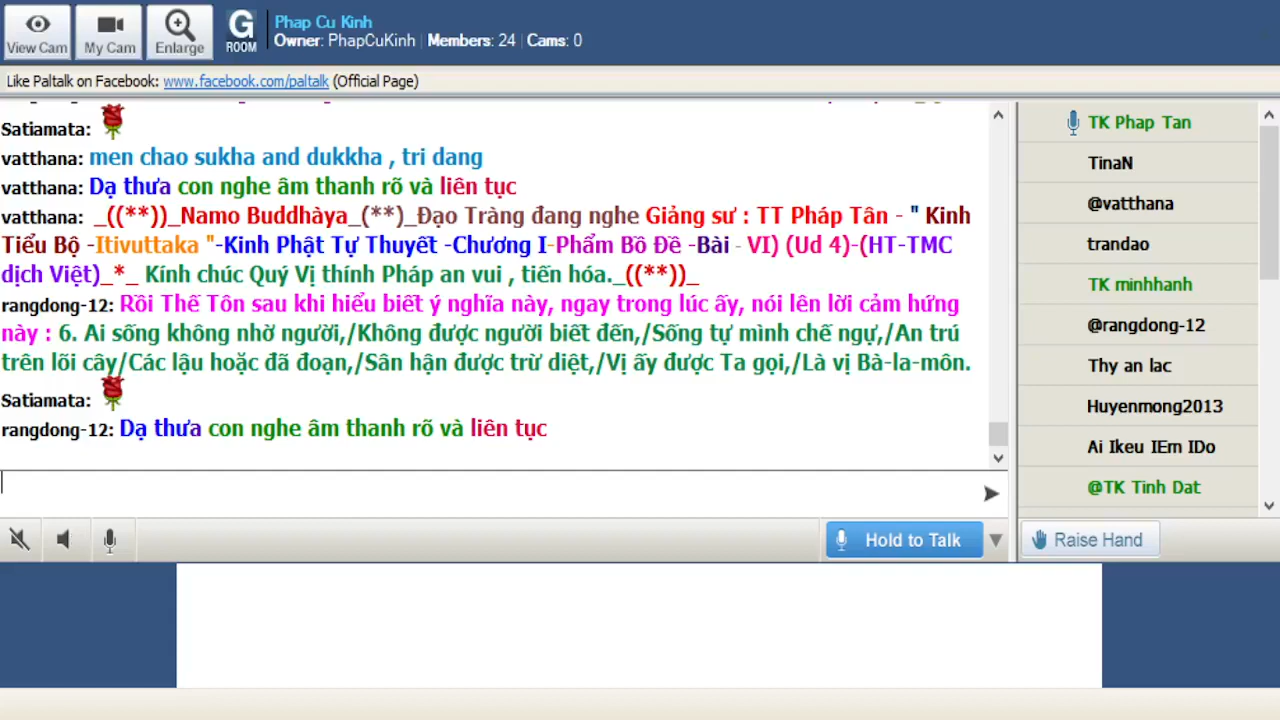 View Cam
My Cam
Enlarge
G
ROOM
Phap Cu Kinh
Owner: PhapCuKinh | Members: 24 | Cams: 0
Like Paltalk on Facebook: www.facebook.com/paltalk (Official Page)
Satiamata:
vatthana: men chao sukha and dukkha , tri dang
vatthana: Dạ thưa con nghe âm thanh rõ và liên tục
vatthana: _((**))_Namo Buddhàya_(**)_Đạo Tràng đang nghe Giảng sư : TT Pháp Tân - " Kinh
Tiểu Bộ -Itivuttaka "-Kinh Phật Tự Thuyết -Chương I-Phẩm Bồ Đề -Bài - VI) (Ud 4)-(HT-TMC
dịch Việt)_*_ Kính chúc Quý Vị thính Pháp an vui , tiến hóa._((**))_
rangdong-12: Rồi Thế Tôn sau khi hiểu biết ý nghĩa này, ngay trong lúc ấy, nói lên lời cảm hứng
này : 6. Ai sống không nhờ người,/Không được người biết đến,/Sống tự mình chế ngự,/An trú
trên lõi cây/Các lậu hoặc đã đoạn,/Sân hận được trừ diệt,/Vị ấy được Ta gọi,/Là vị Bà-la-môn.
Satiamata:
rangdong-12: Dạ thưa con nghe âm thanh rõ và liên tục
TK Phap Tan
TinaN
@vatthana
trandao
TK minhhanh
@rangdong-12
Thy an lac
Huyenmong2013
Ai Ikeu IEm IDo
@TK Tinh Dat
Hold to Talk
Raise Hand